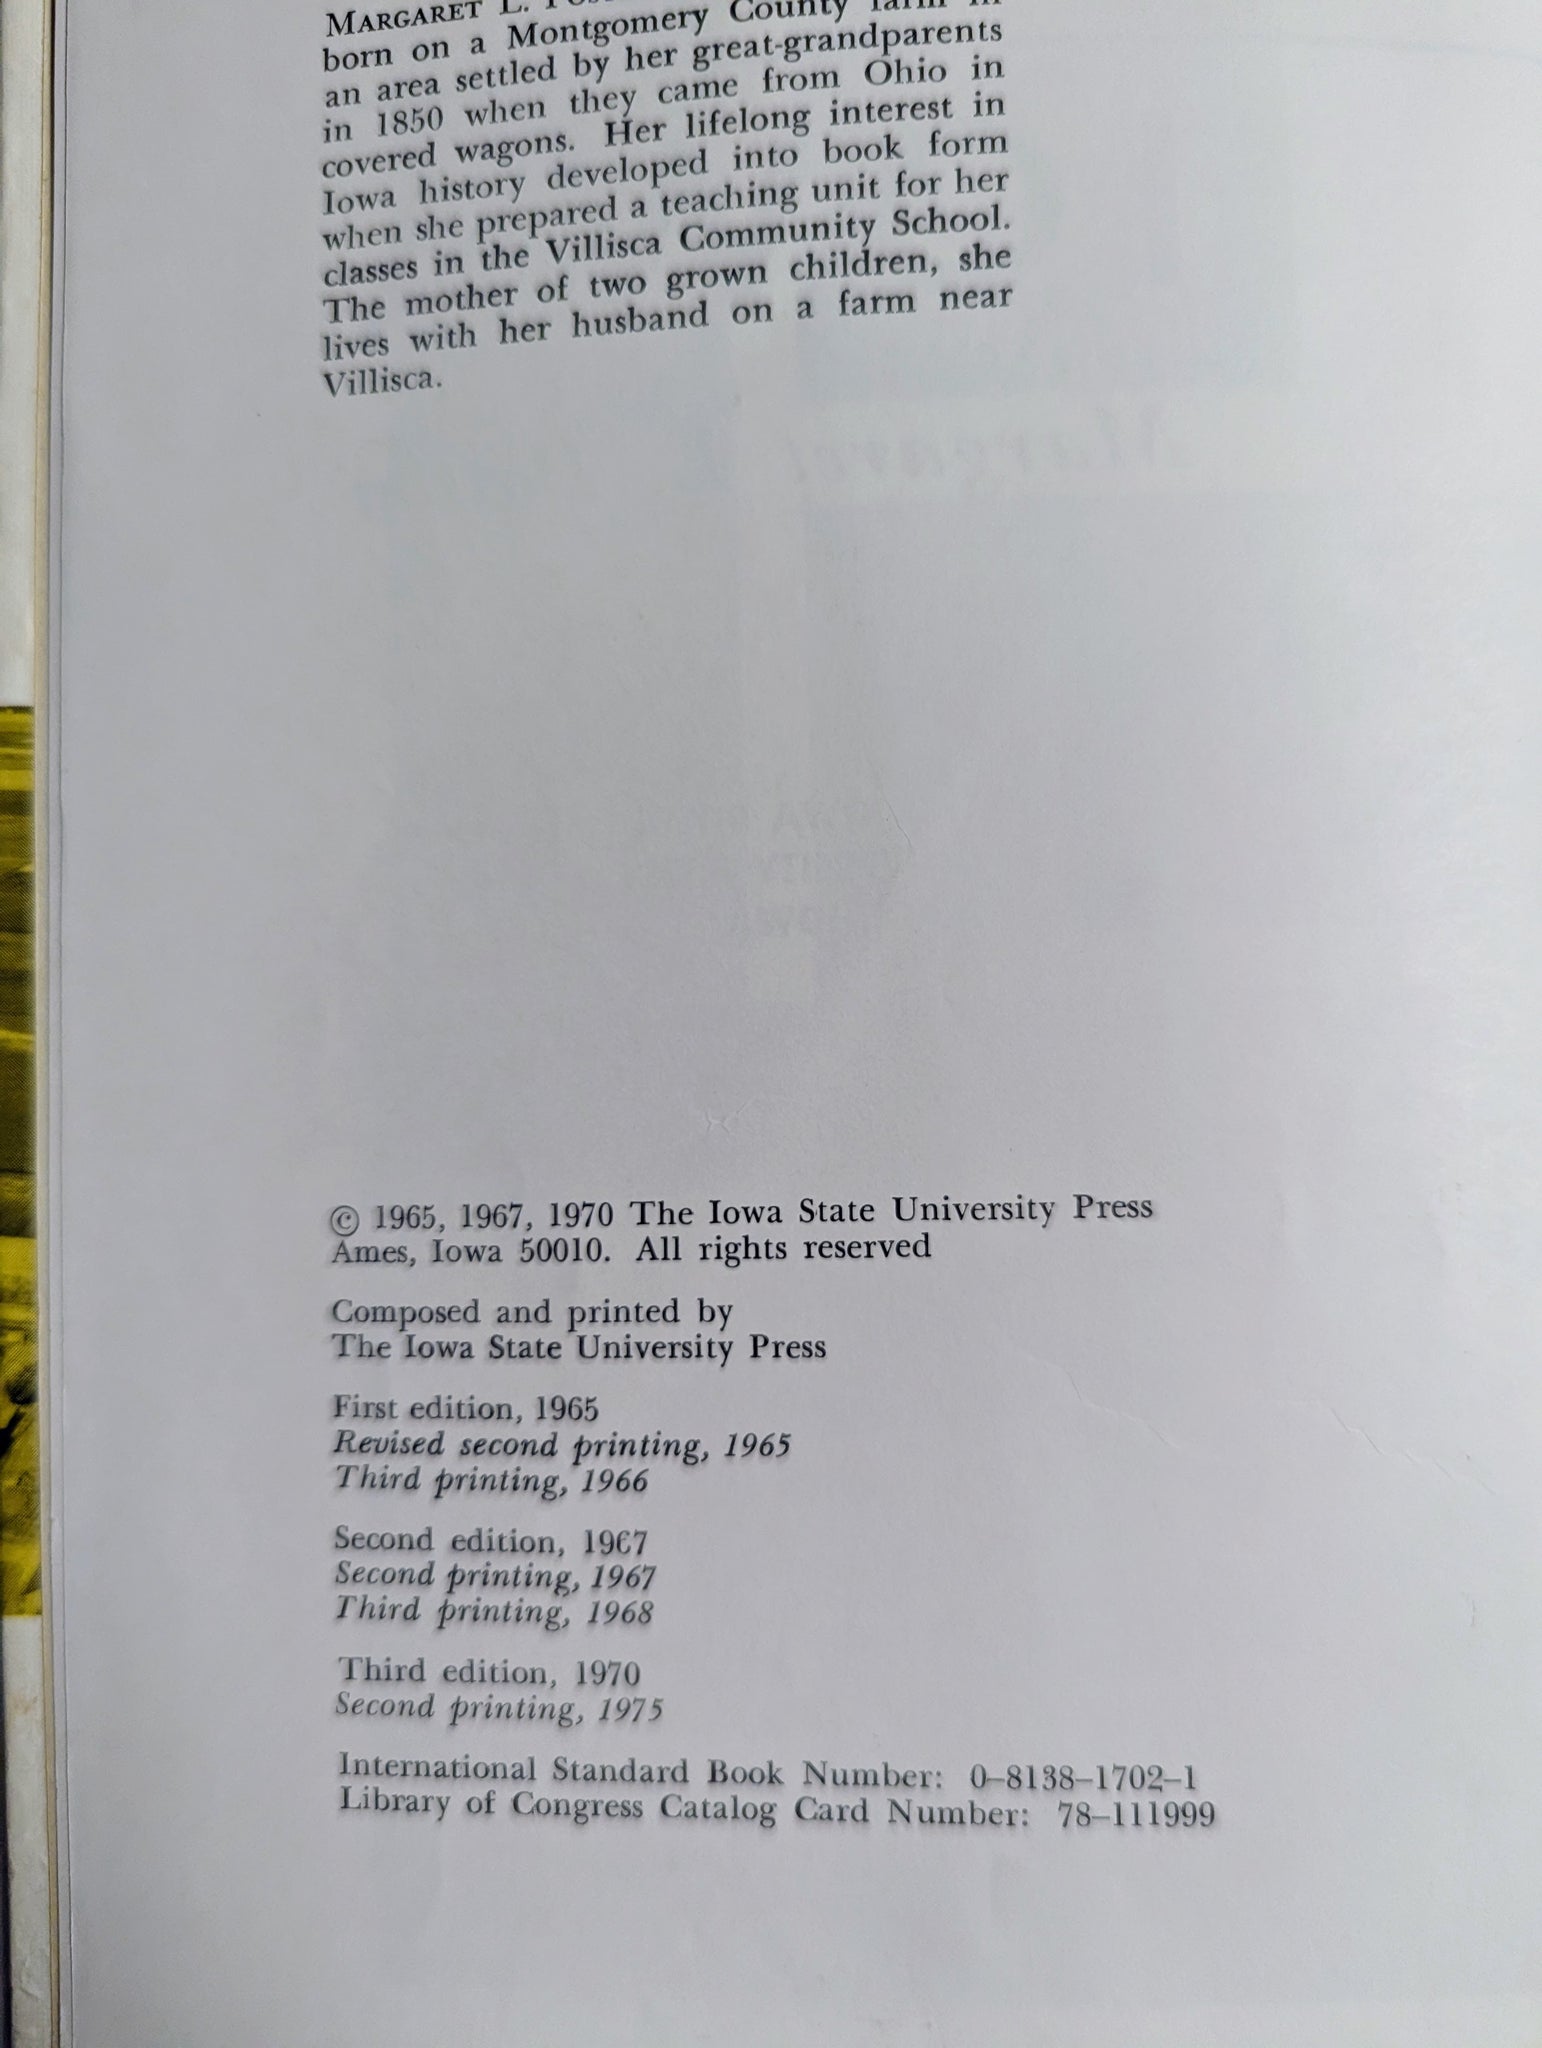 MARGARET L.
born on a Montgomery County farm in
an area settled by her great-grandparents
in 1850 when they came from Ohio in
covered wagons. Her lifelong interest in
Iowa history developed into book form
when she prepared a teaching unit for her
classes in the Villisca Community School.
The mother of two grown children, she
lives with her husband on a farm near
Villisca.
© 1965, 1967, 1970 The Iowa State University Press
Ames, Iowa 50010. All rights reserved
Composed and printed by
The Iowa State University Press
First edition, 1965
Revised second printing, 1965
Third printing, 1966
Second edition, 1967
Second printing, 1967
Third printing, 1968
Third edition, 1970
Second printing, 1975
International Standard Book Number: 0–8138–1702–1
Library of Congress Catalog Card Number: 78–111999